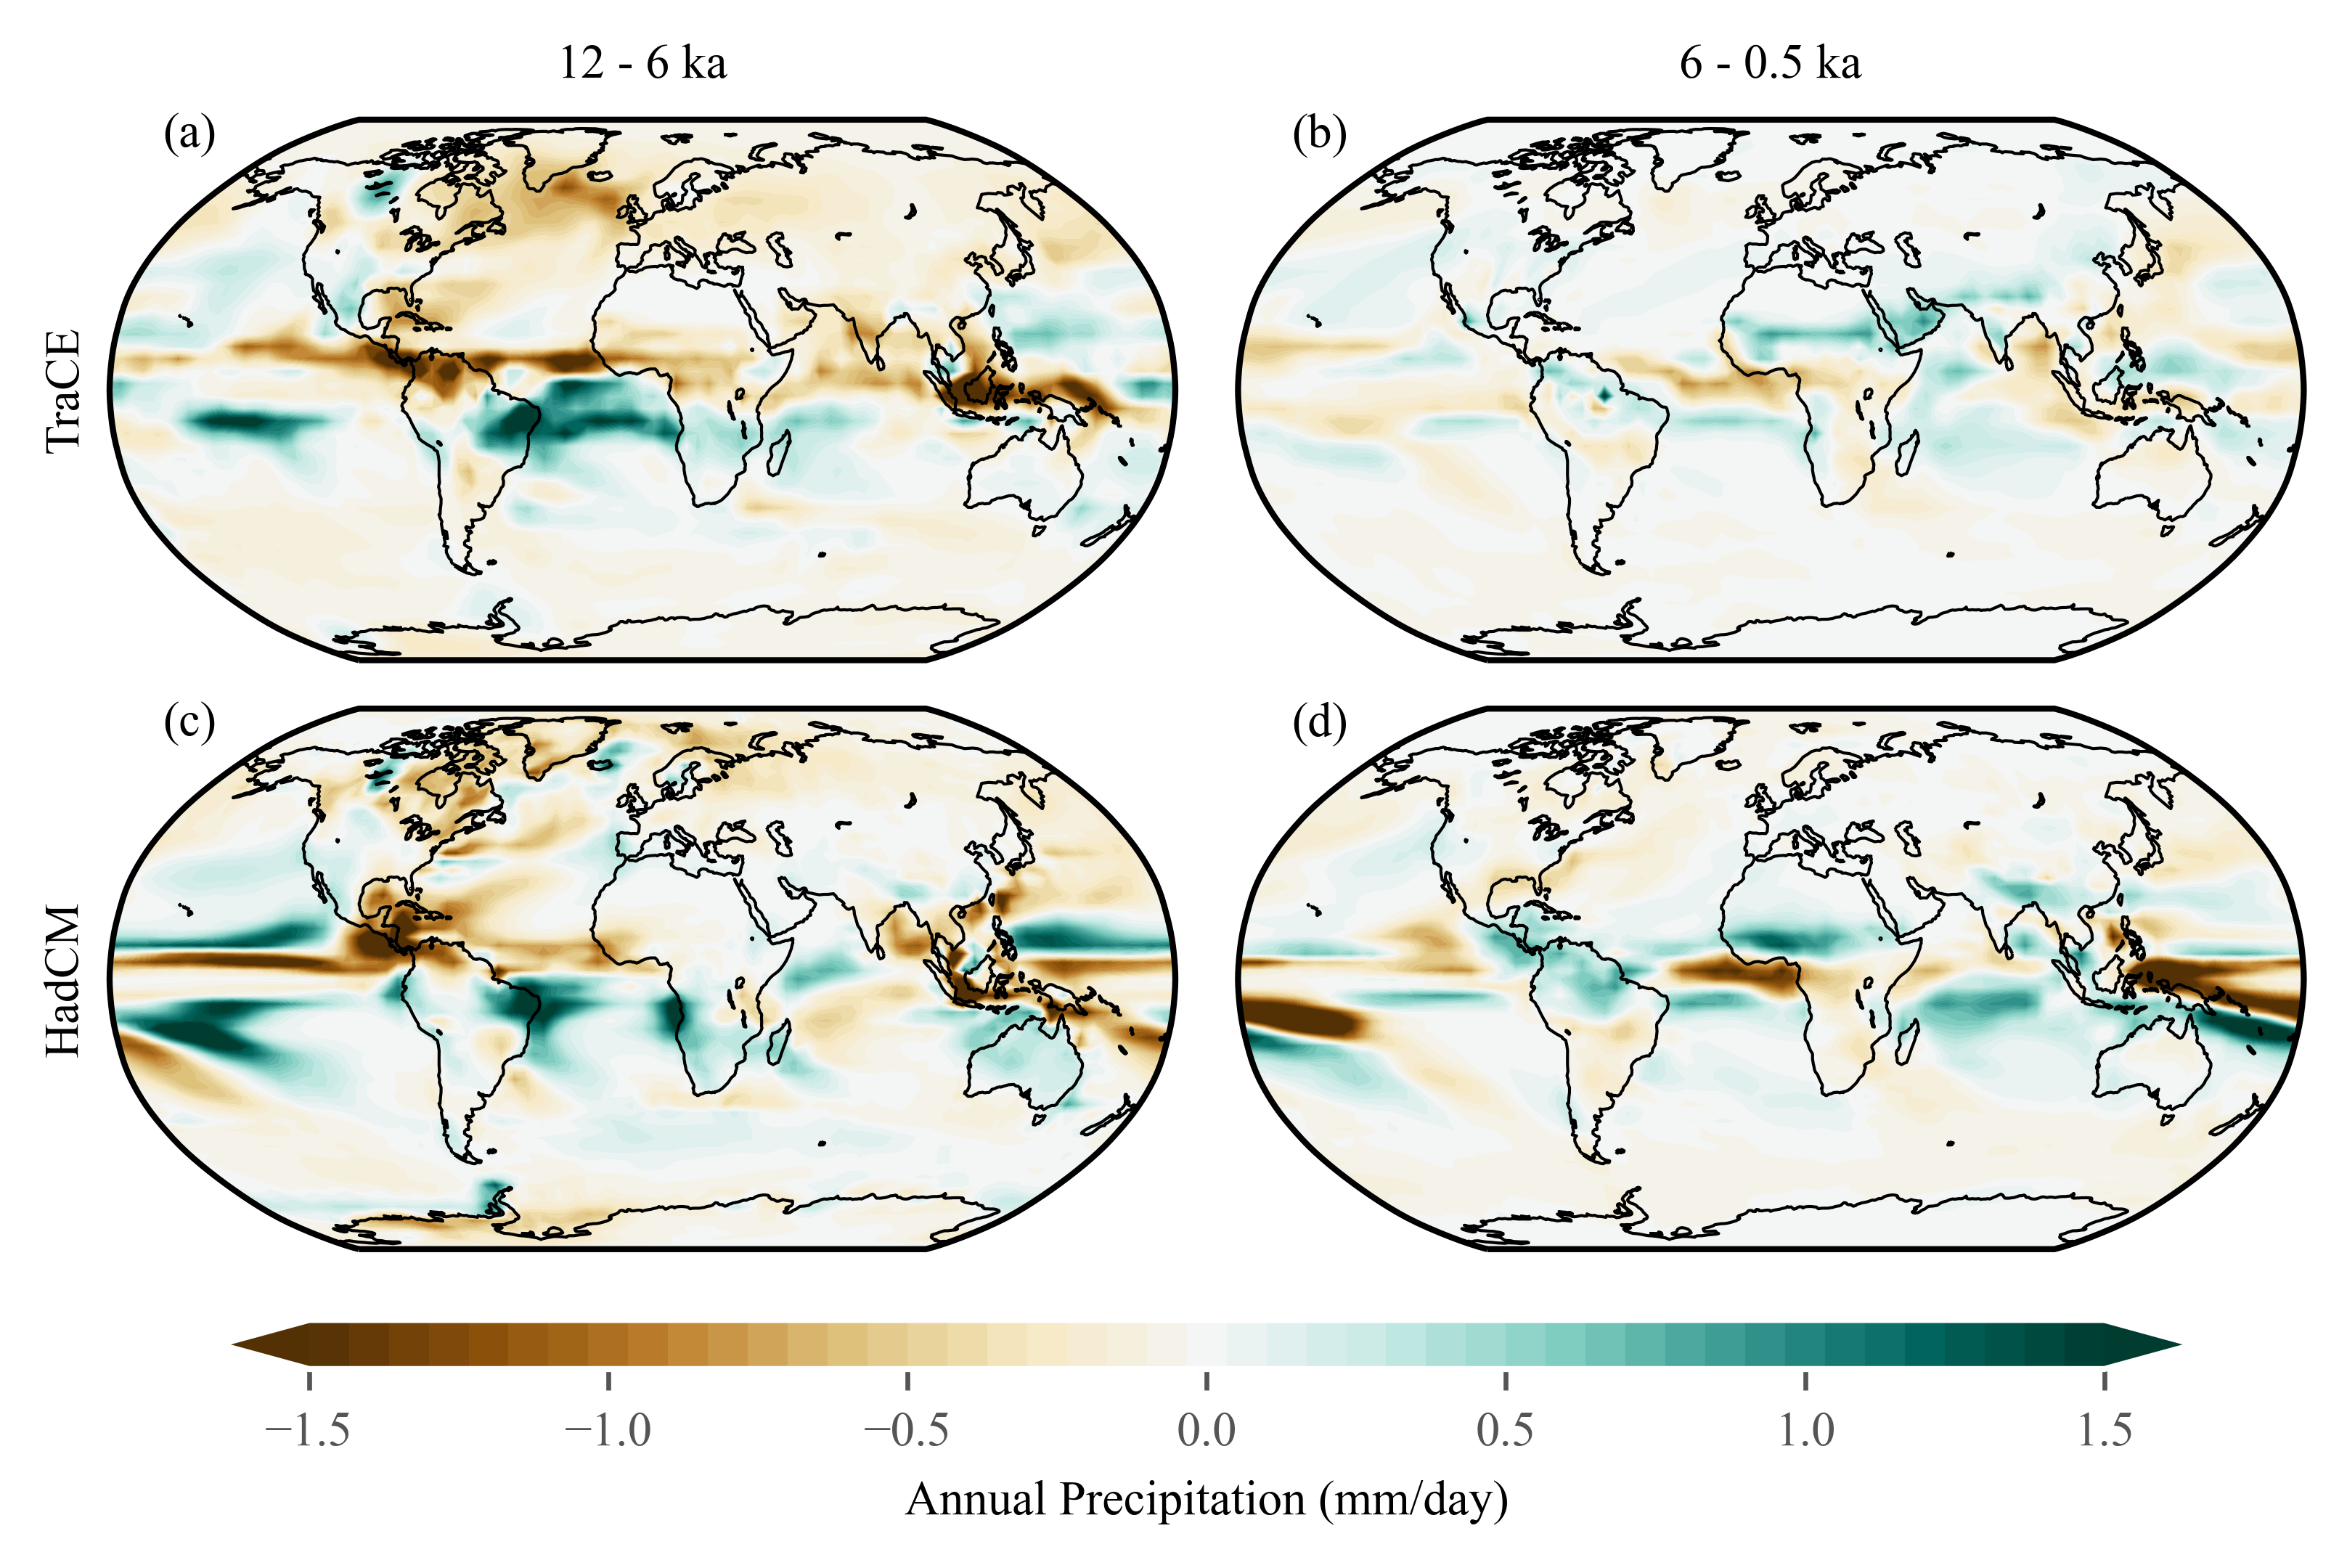 12 - 6 ka
6 - 0.5 ka
(a)
(b)
TraCE
(c)
(d)
HadCM
−1.5
−1.0
−0.5
0.0
0.5
1.0
1.5
Annual Precipitation (mm/day)